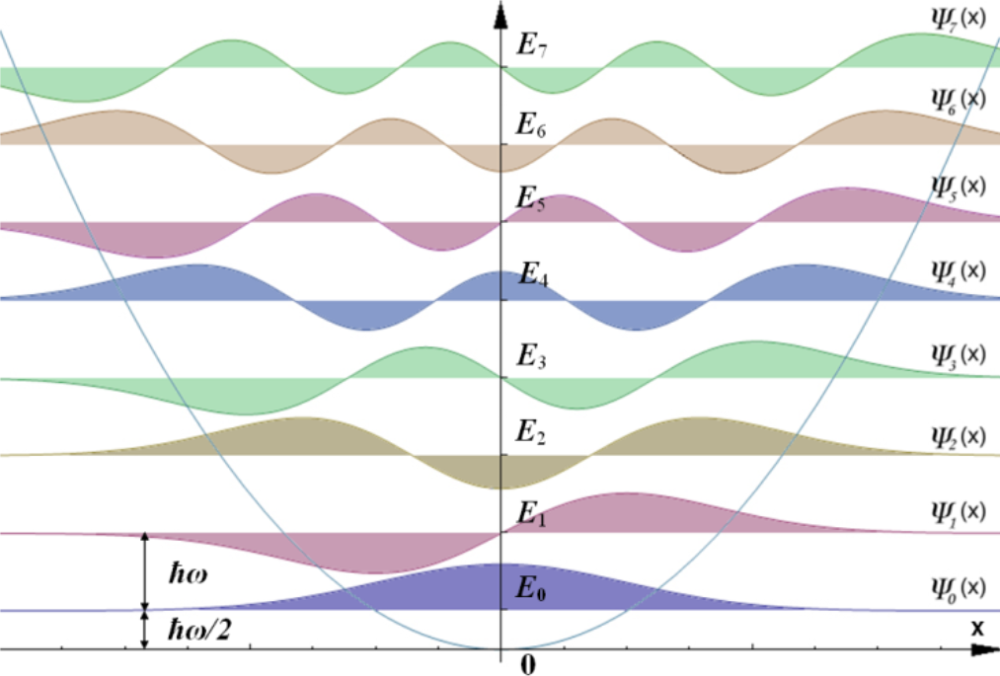 E₇ Ψ₇(x)
E₆ Ψ₆(x)
E₅ Ψ₅(x)
E₄ Ψ₄(x)
E₃ Ψ₃(x)
E₂ Ψ₂(x)
E₁ Ψ₁(x)
ħω
E₀ Ψ₀(x)
ħω/2
x
0